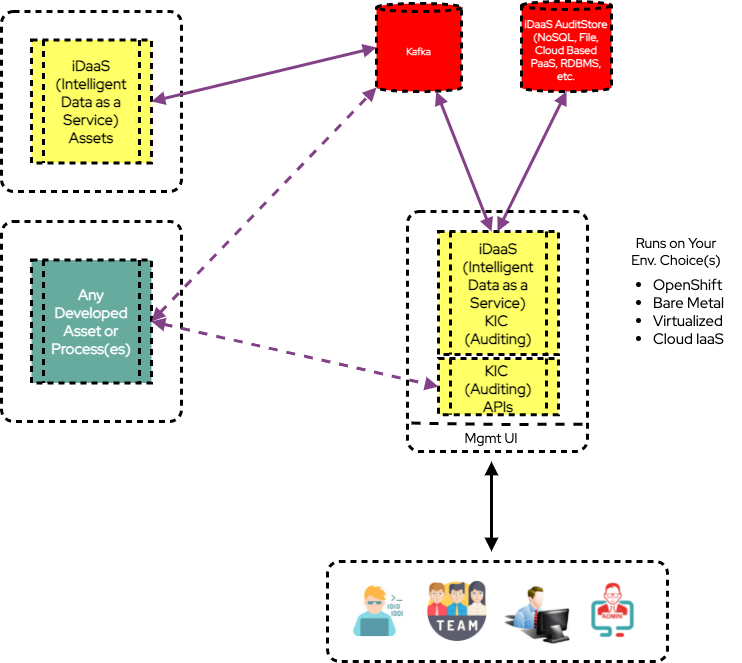 iDaaS
(Intelligent
Data as a
Service)
Assets
Kafka
iDaaS AuditStore
(NoSQL, File,
Cloud Based
PaaS, RDBMS,
etc.
Any
Developed
Asset or
Process(es)
iDaaS
(Intelligent
Data as a
Service)
KIC
(Auditing)
KIC
(Auditing)
APIs
Mgmt UI
Runs on Your
Env. Choice(s)
• OpenShift
• Bare Metal
• Virtualized
• Cloud IaaS
>_
1010
1001
TEAM
ADMIN